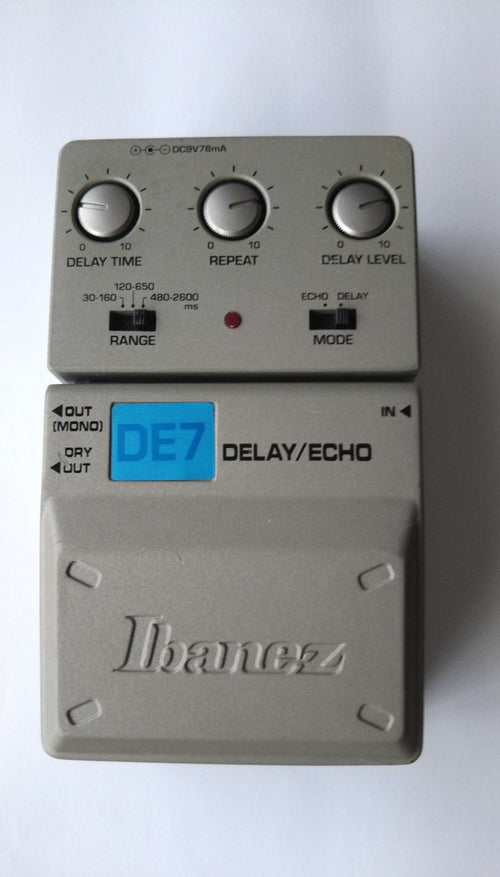 DC9V78mA
0 10 0 10 0 10
DELAY TIME REPEAT DELAY LEVEL
120-650
30-160 480-2600
ms
ECHO DELAY
RANGE MODE
OUT
(MONO)
DRY
OUT
DE7
DELAY/ECHO
IN
Ibanez